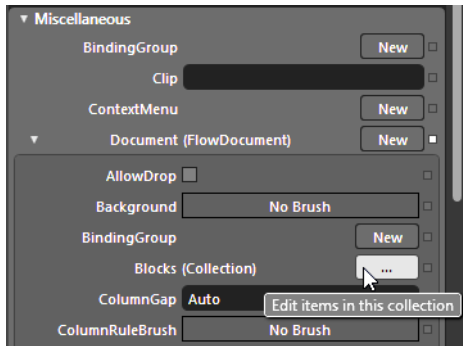 Miscellaneous
BindingGroup New
Clip
ContextMenu New
Document (FlowDocument) New
AllowDrop
Background No Brush
BindingGroup New
Blocks (Collection) ...
ColumnGap Auto
Edit items in this collection
ColumnRuleBrush No Brush